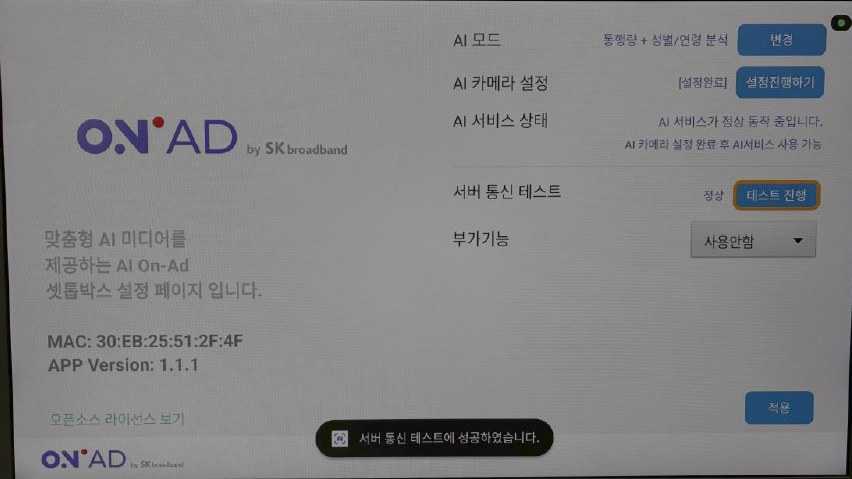 AI 모드
통행량 + 성별/연령 분석
변경
AI 카메라 설정
[설정완료]
설정진행하기
AI 서비스 상태
AI 서비스가 정상 동작 중입니다.
AI 카메라 설정 완료 후 AI서비스 사용 가능
ON AD by SK broadband
서버 통신 테스트
정상
테스트 진행
부가기능
사용안함
맞춤형 AI 미디어를
제공하는 AI On-Ad
셋톱박스 설정 페이지 입니다.
MAC: 30:EB:25:51:2F:4F
APP Version: 1.1.1
오픈소스 라이선스 보기
적용
서버 통신 테스트에 성공하였습니다.
ON AD by SK broadband